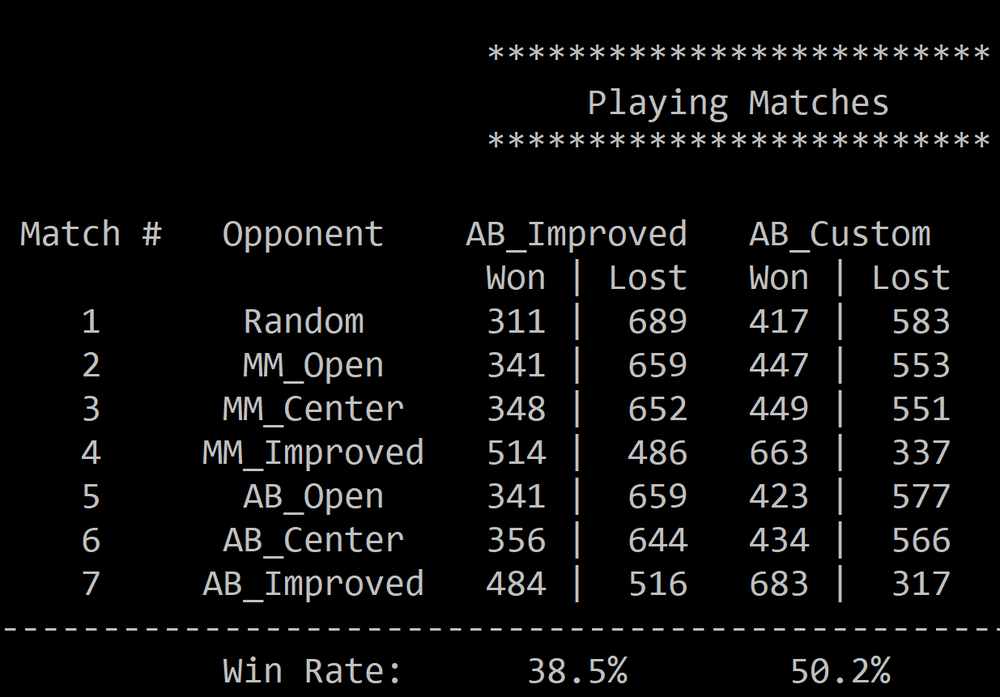 *************************
Playing Matches
*************************
Match # Opponent AB_Improved AB_Custom
Won | Lost Won | Lost
1 Random 311 | 689 417 | 583
2 MM_Open 341 | 659 447 | 553
3 MM_Center 348 | 652 449 | 551
4 MM_Improved 514 | 486 663 | 337
5 AB_Open 341 | 659 423 | 577
6 AB_Center 356 | 644 434 | 566
7 AB_Improved 484 | 516 683 | 317
--------------------------------------------------
Win Rate: 38.5% 50.2%